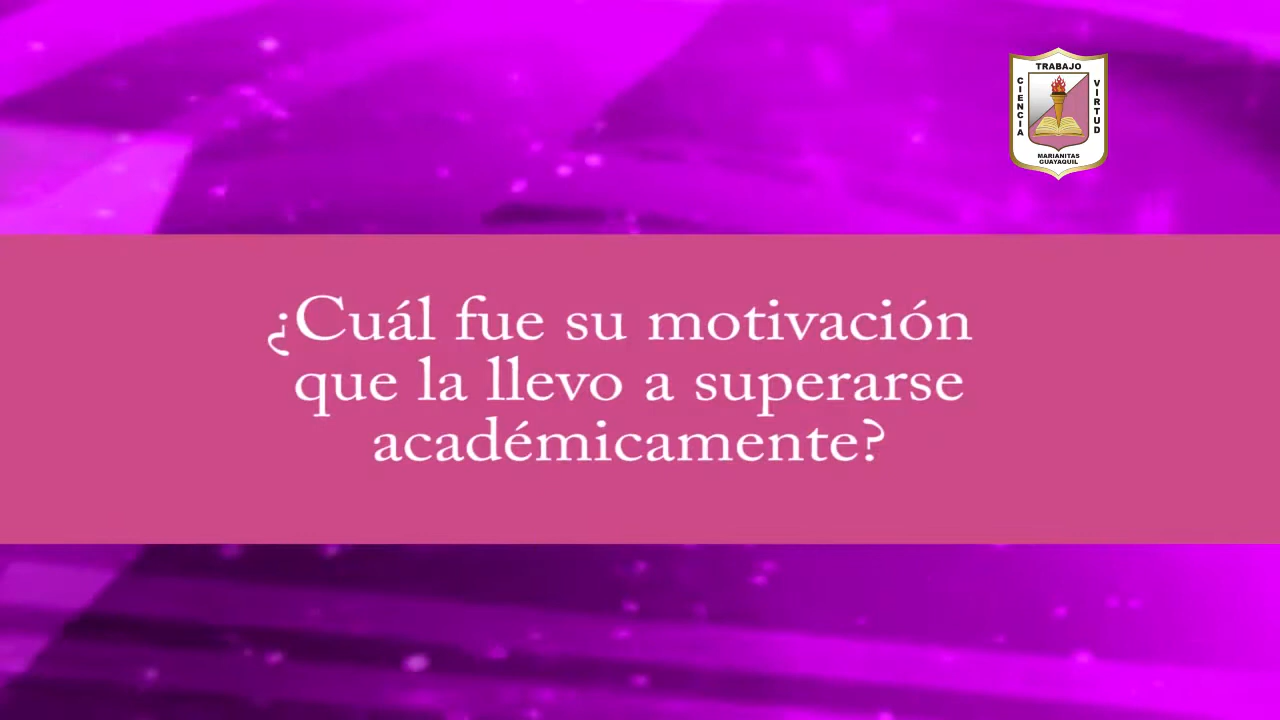 TRABAJO
CIENCIA
VIRTUD
MARIANITAS
GUAYAQUIL
¿Cuál fue su motivación
que la llevo a superarse
académicamente?